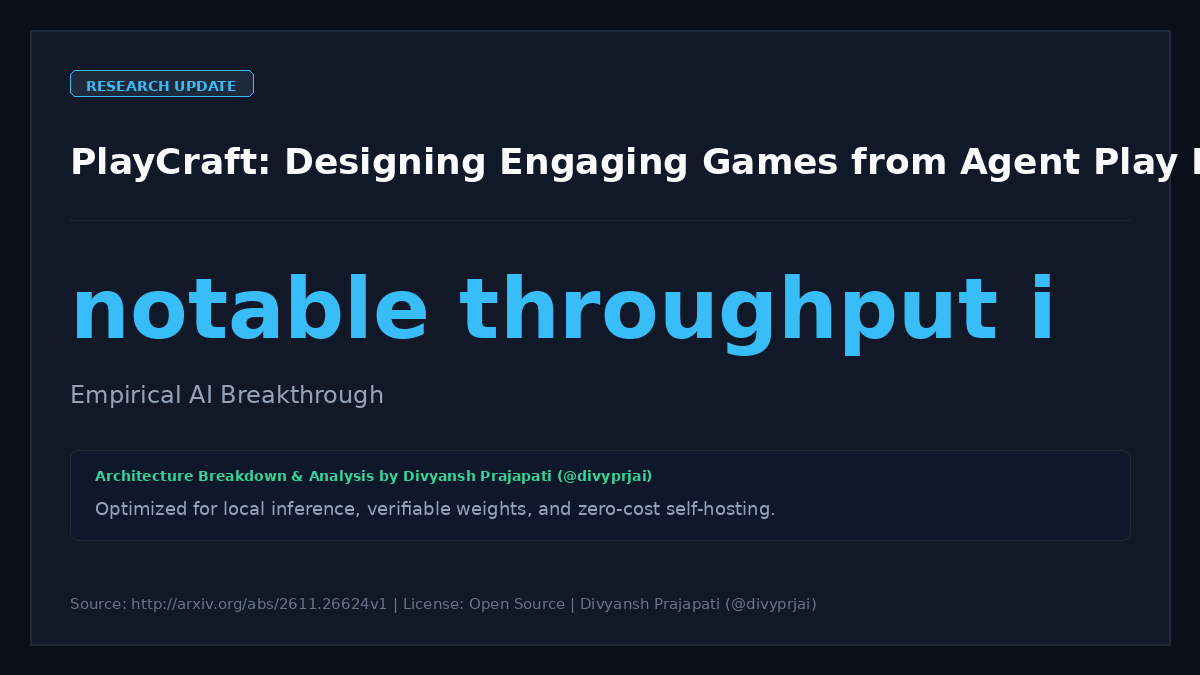 RESEARCH UPDATE
PlayCraft: Designing Engaging Games from Agent Play
notable throughput i
Empirical AI Breakthrough
Architecture Breakdown & Analysis by Divyansh Prajapati (@divyprjai)
Optimized for local inference, verifiable weights, and zero-cost self-hosting.
Source: http://arxiv.org/abs/2611.26624v1 | License: Open Source | Divyansh Prajapati (@divyprjai)